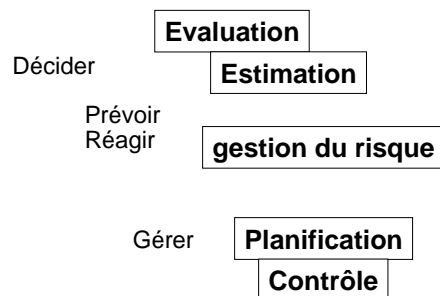 Evaluation
Décider
Estimation
Prévoir
Réagir
gestion du risque
Gérer
Planification
Contrôle